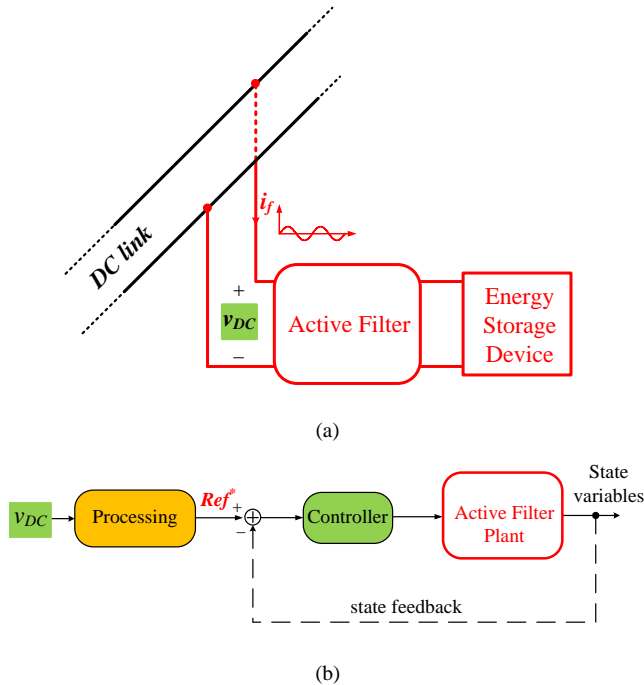 DC link
i_f
+
v_DC
−
Active Filter
Energy
Storage
Device
(a)
v_DC
Processing
Ref*
+
−
Controller
Active Filter
Plant
State
variables
state feedback
(b)